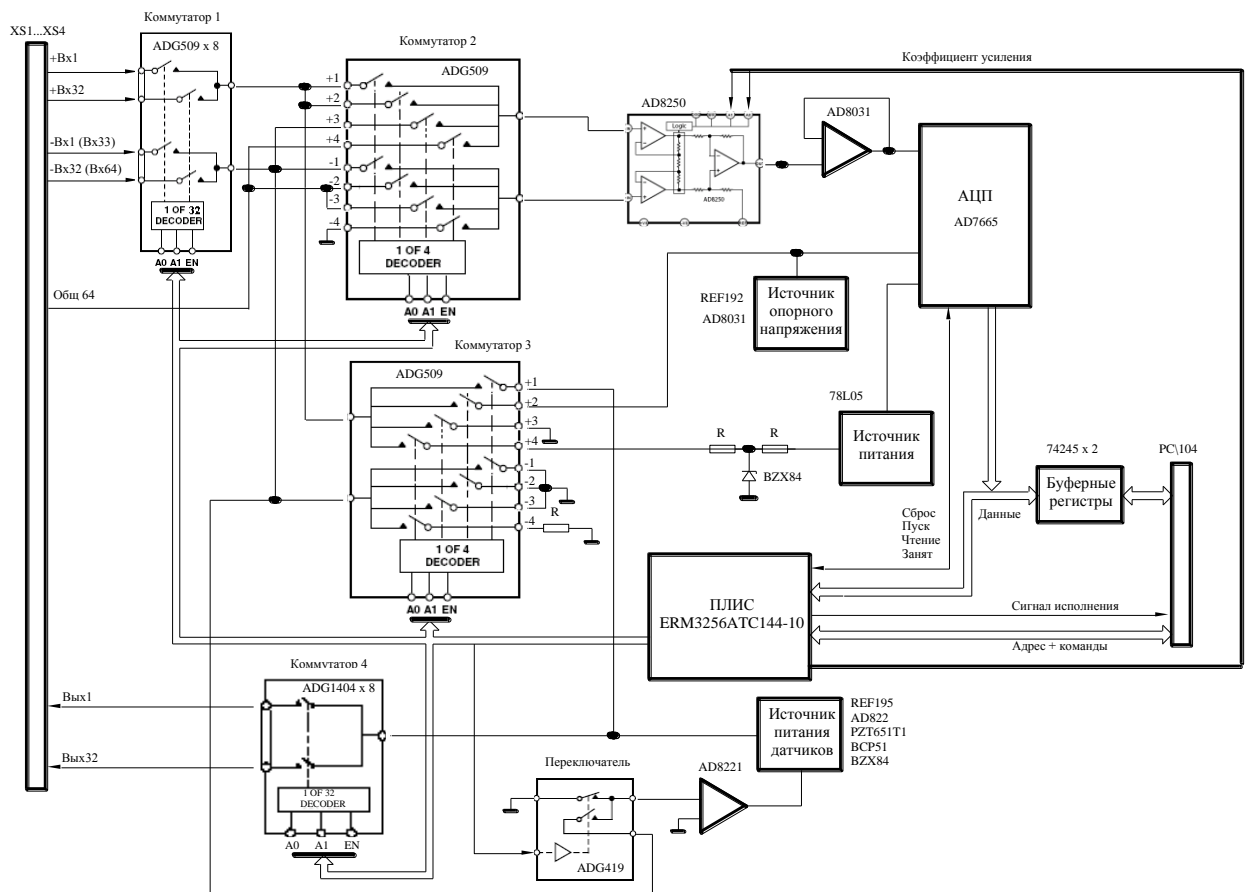 XS1...XS4
Коммутатор 1
ADG509 x 8
+Вх1
+Вх32
-Вх1 (Вх33)
-Вх32 (Вх64)
1 OF 32
DECODER
A0 A1 EN
Общ 64
Коммутатор 2
ADG509
+1
+2
+3
+4
-1
-2
-3
-4
1 OF 4
DECODER
A0 A1 EN
Коэффициент усиления
AD8250
Logic
AD8250
AD8031
АЦП
AD7665
REF192
AD8031
Источник
опорного
напряжения
Коммутатор 3
ADG509
+1
+2
+3
+4
-1
-2
-3
-4
R
1 OF 4
DECODER
A0 A1 EN
R
R
BZX84
78L05
Источник
питания
74245 x 2
Буферные
регистры
PC\104
Сброс
Пуск
Чтение
Занят
Данные
ПЛИС
ERM3256ATC144-10
Сигнал исполнения
Адрес + команды
Коммутатор 4
ADG1404 x 8
Вых1
Вых32
1 OF 32
DECODER
A0 A1 EN
Переключатель
ADG419
AD8221
Источник
питания
датчиков
REF195
AD822
PZT651T1
BCP51
BZX84